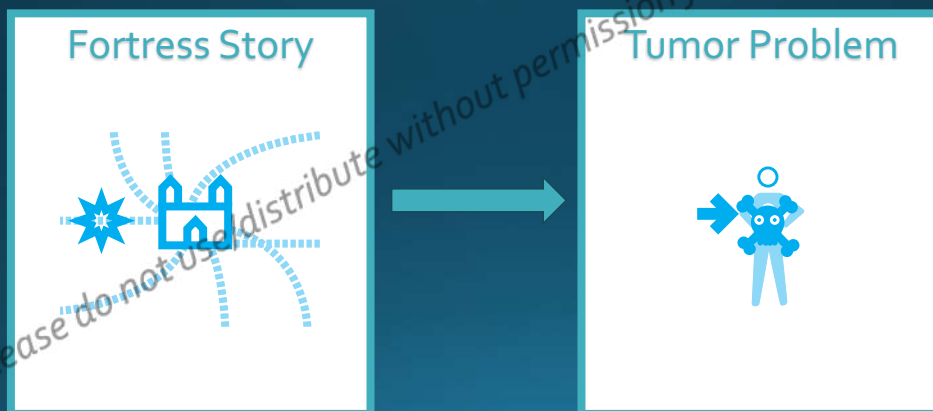 Fortress Story
Tumor Problem
ease do not use/distribute without permission